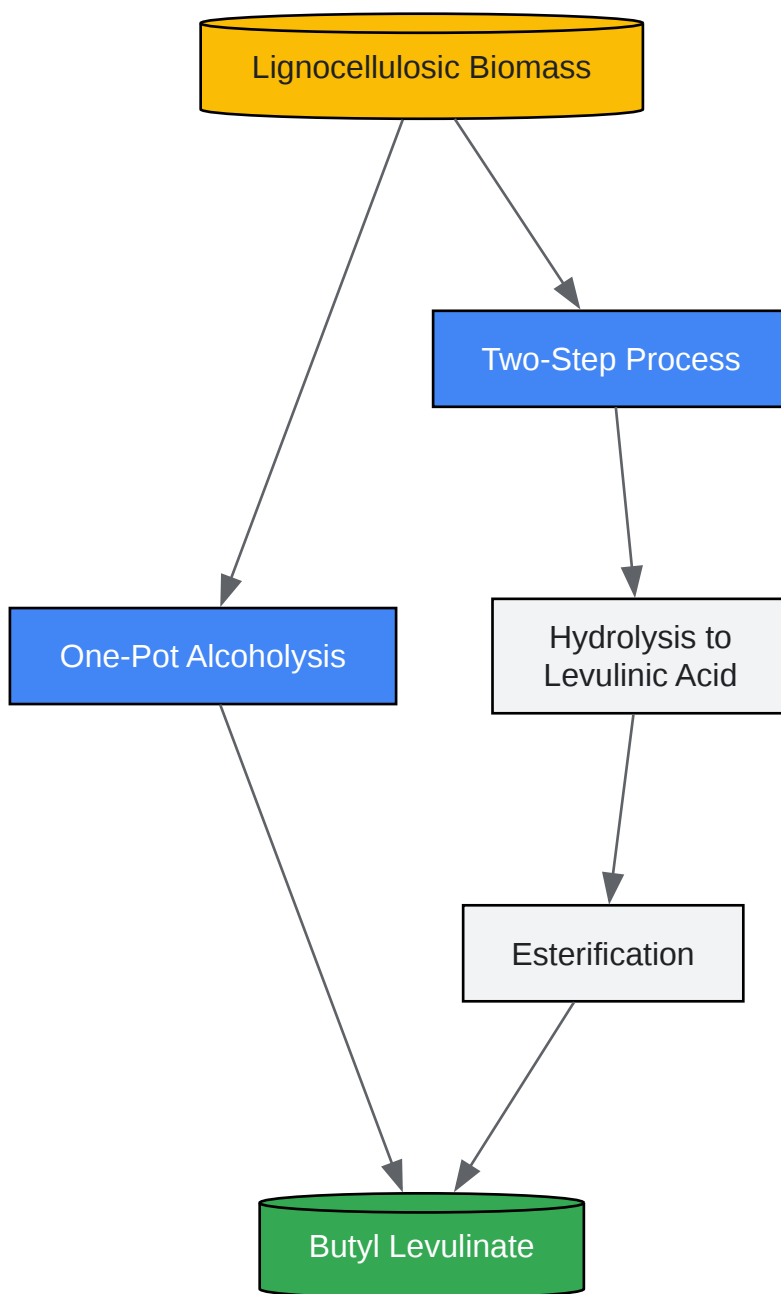 Lignocellulosic Biomass
Two-Step Process
One-Pot Alcoholysis
Hydrolysis to
Levulinic Acid
Esterification
Butyl Levulinate